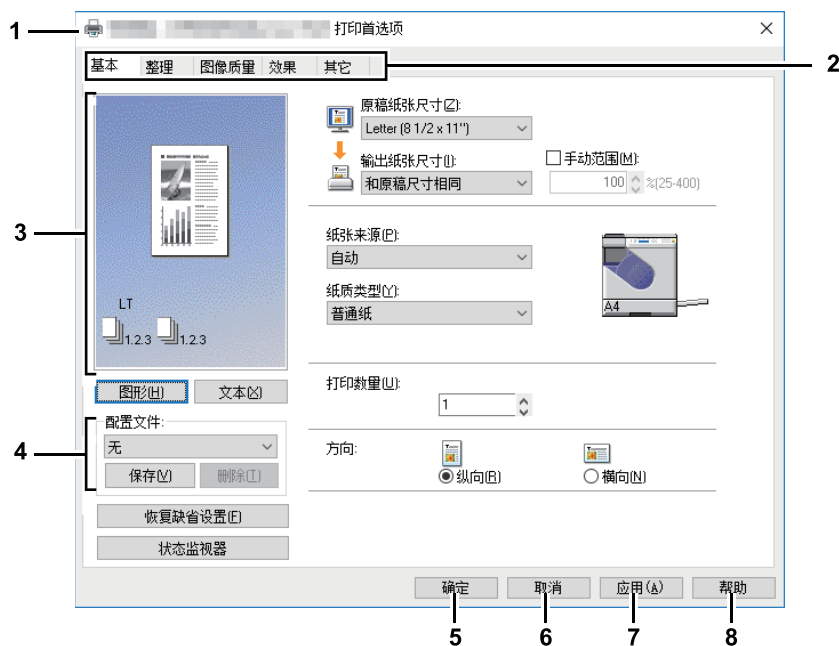 1
打印首选项
2
基本 整理 图像质量 效果 其它
3
LT
1.2.3 1.2.3
图形(H) 文本(X)
4
配置文件:
无
保存(V) 删除(T)
恢复缺省设置(F)
状态监视器
原稿纸张尺寸(Z):
Letter (8 1/2 x 11")
输出纸张尺寸(I):
和原稿尺寸相同
手动范围(M):
100 %(25-400)
纸张来源(P):
自动
纸质类型(Y):
普通纸
A4
打印数量(U):
1
方向:
纵向(R) 横向(N)
确定 取消 应用(A) 帮助
5 6 7 8